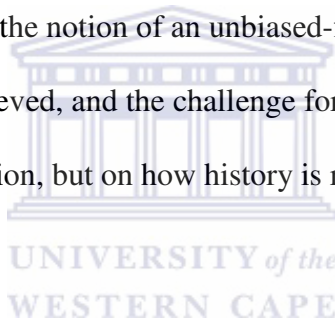 the notion of an unbiased-
eved, and the challenge for
ion, but on how history is
UNIVERSITY of the
WESTERN CAPE